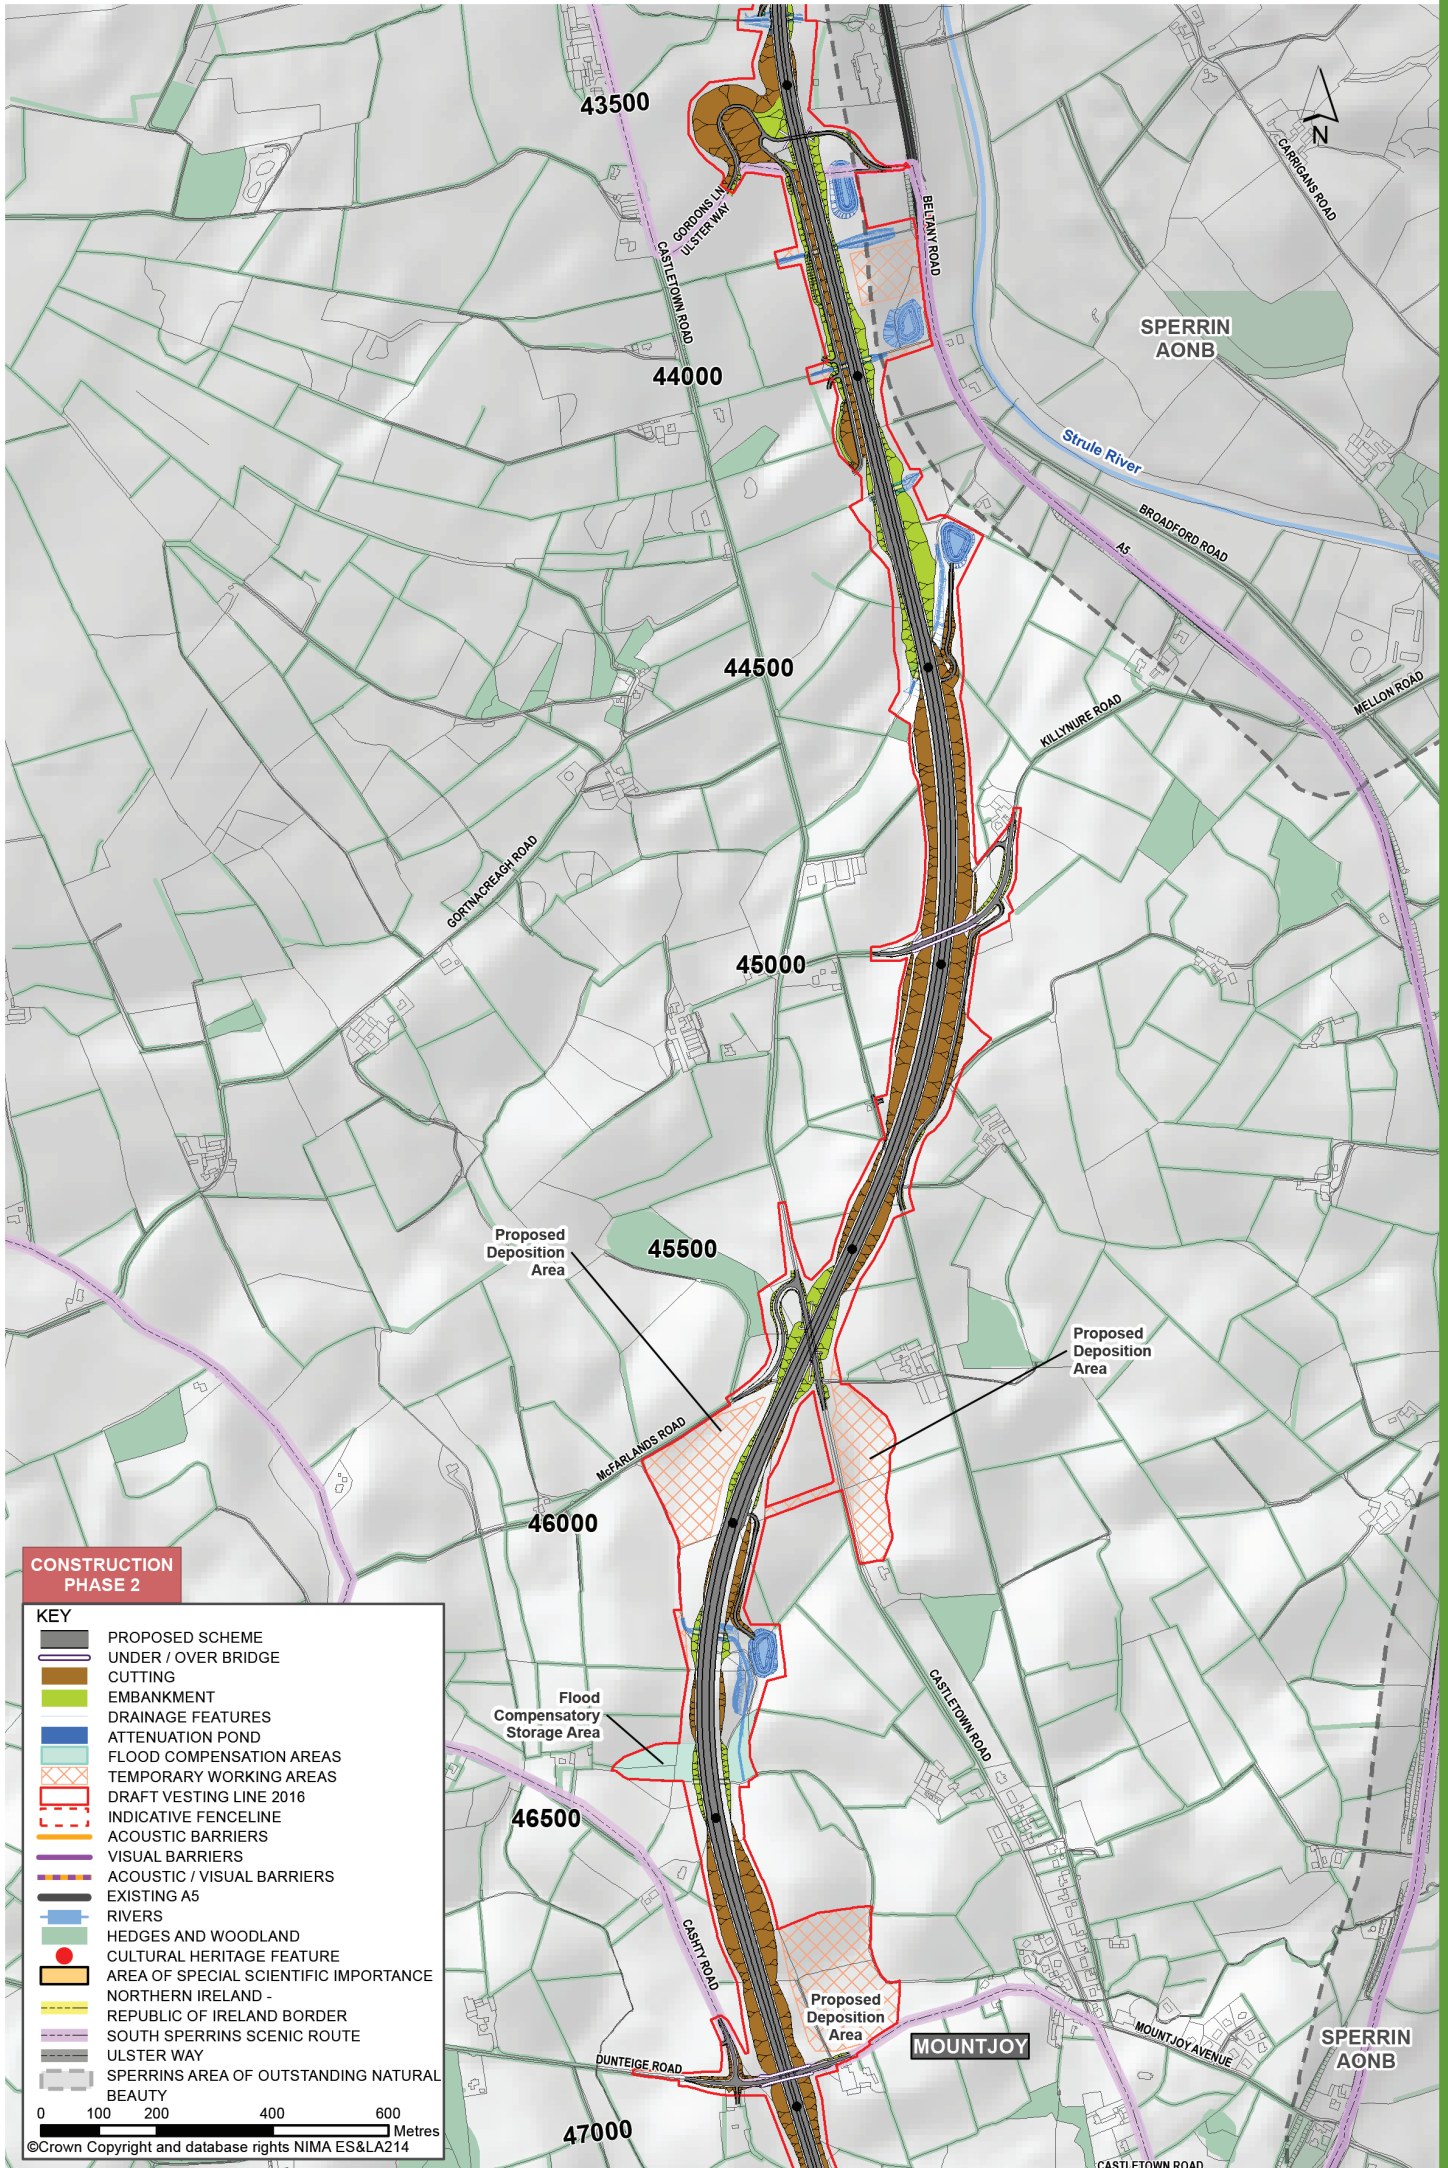 43500
N
CARRIGANS ROAD
GORDONS LN
ULSTER WAY
BELTANY ROAD
CASTLETOWN ROAD
SPERRIN
AONB
44000
Strule River
BROADFORD ROAD
A5
44500
MELLON ROAD
KILLYNURE ROAD
GORTNACREAGH ROAD
45000
Proposed
Deposition
Area
45500
Proposed
Deposition
Area
McFARLANDS ROAD
46000
CASTLETOWN ROAD
Flood
Compensatory
Storage Area
46500
CASHTY ROAD
Proposed
Deposition
Area
MOUNTJOY
MOUNTJOY AVENUE
SPERRIN
AONB
DUNTEIGE ROAD
47000
CASTLETOWN ROAD
CONSTRUCTION
PHASE 2
KEY
PROPOSED SCHEME
UNDER / OVER BRIDGE
CUTTING
EMBANKMENT
DRAINAGE FEATURES
ATTENUATION POND
FLOOD COMPENSATION AREAS
TEMPORARY WORKING AREAS
DRAFT VESTING LINE 2016
INDICATIVE FENCELINE
ACOUSTIC BARRIERS
VISUAL BARRIERS
ACOUSTIC / VISUAL BARRIERS
EXISTING A5
RIVERS
HEDGES AND WOODLAND
CULTURAL HERITAGE FEATURE
AREA OF SPECIAL SCIENTIFIC IMPORTANCE
NORTHERN IRELAND -
REPUBLIC OF IRELAND BORDER
SOUTH SPERRINS SCENIC ROUTE
ULSTER WAY
SPERRINS AREA OF OUTSTANDING NATURAL
BEAUTY
0 100 200 400 600
Metres
©Crown Copyright and database rights NIMA ES&LA214